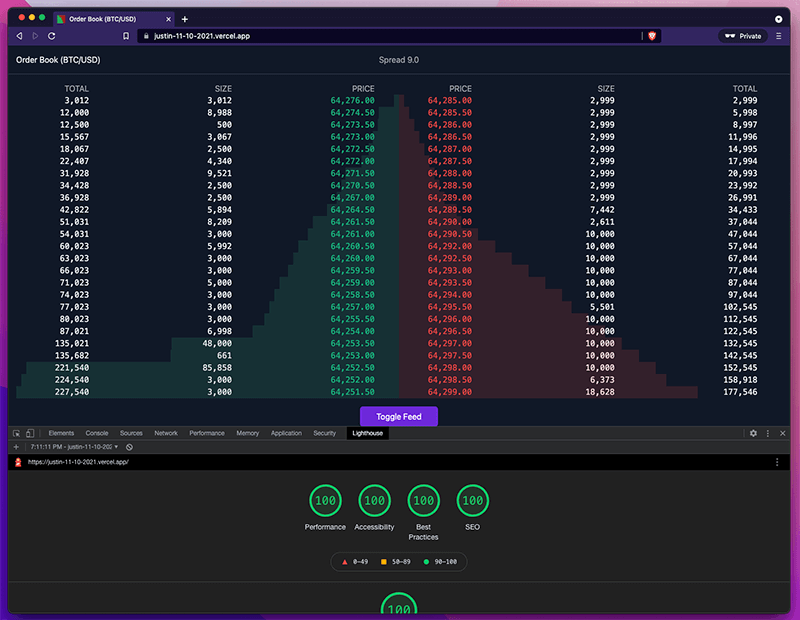 Order Book (BTC/USD)
justin-11-10-2021.vercel.app
Private
Order Book (BTC/USD) Spread 9.0
TOTAL SIZE PRICE PRICE SIZE TOTAL
3,012 3,012 64,276.00 64,285.00 2,999 2,999
12,000 8,988 64,274.50 64,285.50 2,999 5,998
12,500 500 64,273.50 64,286.00 2,999 8,997
15,567 3,067 64,273.00 64,286.50 2,999 11,996
18,067 2,500 64,272.50 64,287.00 2,999 14,995
22,407 4,340 64,272.00 64,287.50 2,999 17,994
31,928 9,521 64,271.50 64,288.00 2,999 20,993
34,428 2,500 64,270.50 64,288.50 2,999 23,992
36,928 2,500 64,267.00 64,289.00 2,999 26,991
42,822 5,894 64,264.50 64,289.50 7,442 34,433
51,031 8,209 64,261.50 64,290.00 2,611 37,044
54,031 3,000 64,261.00 64,290.50 10,000 47,044
60,023 5,992 64,260.50 64,292.00 10,000 57,044
63,023 3,000 64,260.00 64,292.50 10,000 67,044
66,023 3,000 64,259.50 64,293.00 10,000 77,044
71,023 5,000 64,259.00 64,293.50 10,000 87,044
74,023 3,000 64,258.50 64,294.00 10,000 97,044
77,023 3,000 64,257.00 64,295.50 5,501 102,545
80,023 3,000 64,255.50 64,296.00 10,000 112,545
87,021 6,998 64,254.00 64,296.50 10,000 122,545
135,021 48,000 64,253.50 64,297.00 10,000 132,545
135,682 661 64,253.00 64,297.50 10,000 142,545
221,540 85,858 64,252.50 64,298.00 10,000 152,545
224,540 3,000 64,252.00 64,298.50 6,373 158,918
227,540 3,000 64,251.50 64,299.00 18,628 177,546
Toggle Feed
Elements Console Sources Network Performance Memory Application Security Lighthouse
7:11:11 PM - justin-11-10-202
https://justin-11-10-2021.vercel.app/
100 100 100 100
Performance Accessibility Best Practices SEO
0–49 50–89 90–100
100